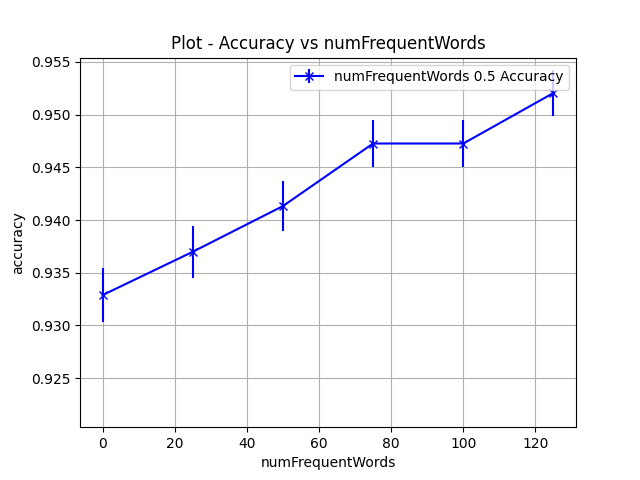 Plot - Accuracy vs numFrequentWords
numFrequentWords 0.5 Accuracy
accuracy
0.955
0.950
0.945
0.940
0.935
0.930
0.925
0 20 40 60 80 100 120
numFrequentWords